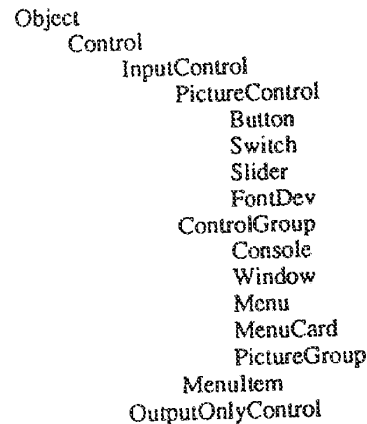 Object
Control
InputControl
PictureControl
Button
Switch
Slider
FontDev
ControlGroup
Console
Window
Menu
MenuCard
PictureGroup
MenuItem
OutputOnlyControl